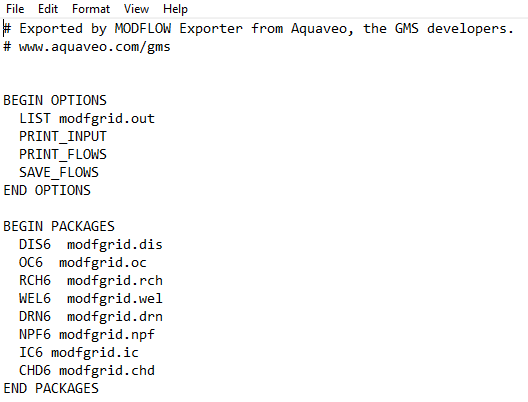 File Edit Format View Help
# Exported by MODFLOW Exporter from Aquaveo, the GMS developers.
# www.aquaveo.com/gms
BEGIN OPTIONS
LIST modfgrid.out
PRINT_INPUT
PRINT_FLOWS
SAVE_FLOWS
END OPTIONS
BEGIN PACKAGES
DIS6  modfgrid.dis
OC6  modfgrid.oc
RCH6  modfgrid.rch
WEL6  modfgrid.wel
DRN6  modfgrid.drn
NPF6 modfgrid.npf
IC6 modfgrid.ic
CHD6 modfgrid.chd
END PACKAGES